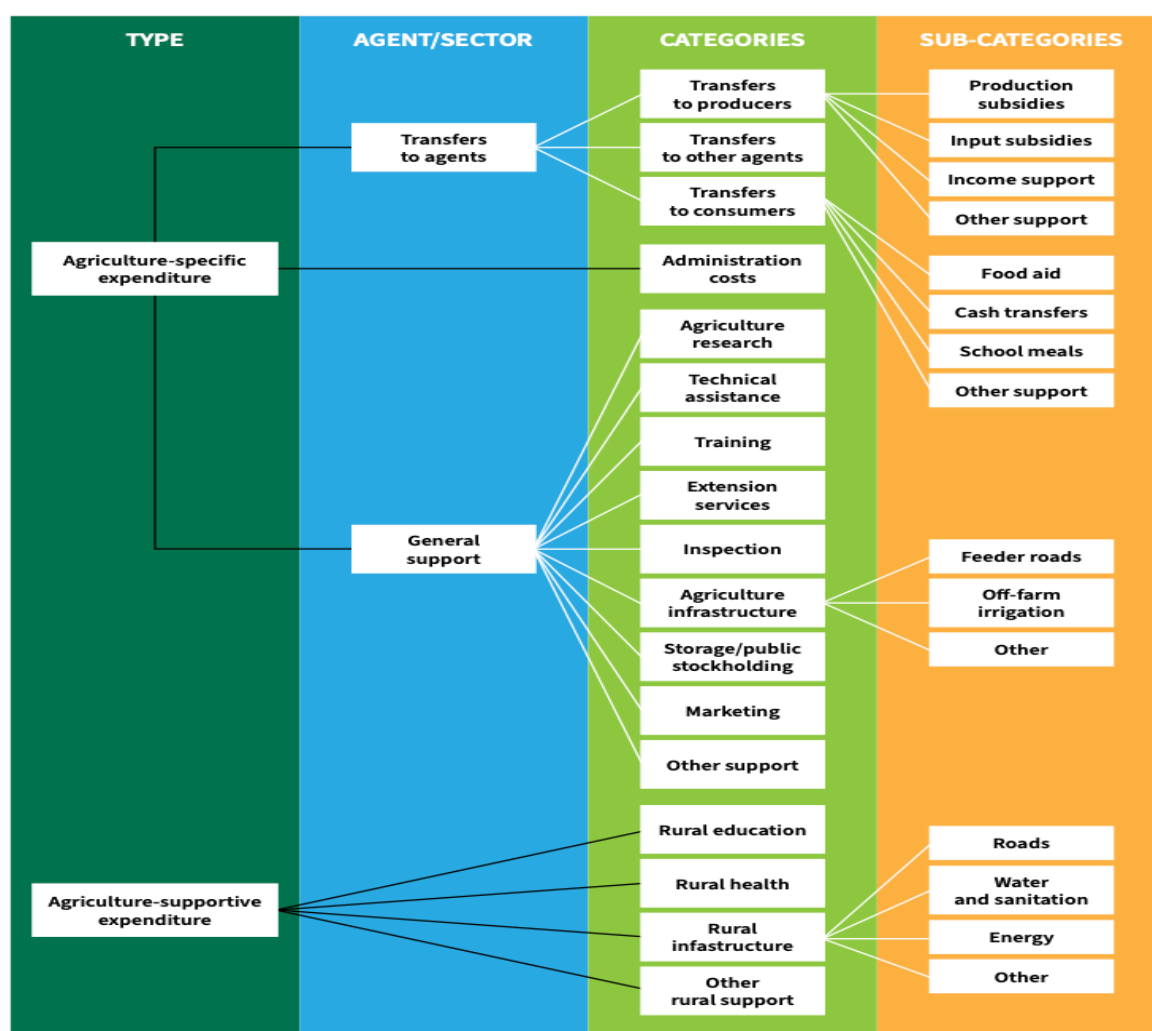 TYPE
AGENT/SECTOR
CATEGORIES
SUB-CATEGORIES
Agriculture-specific
expenditure
Transfers
to agents
Transfers
to producers
Production
subsidies
Input subsidies
Income support
Other support
Transfers
to other agents
Transfers
to consumers
Food aid
Cash transfers
School meals
Other support
Administration
costs
General
support
Agriculture
research
Technical
assistance
Training
Extension
services
Inspection
Agriculture
infrastructure
Feeder roads
Off-farm
irrigation
Other
Storage/public
stockholding
Marketing
Other support
Agriculture-supportive
expenditure
Rural education
Rural health
Rural
infastructure
Roads
Water
and sanitation
Energy
Other
Other
rural support